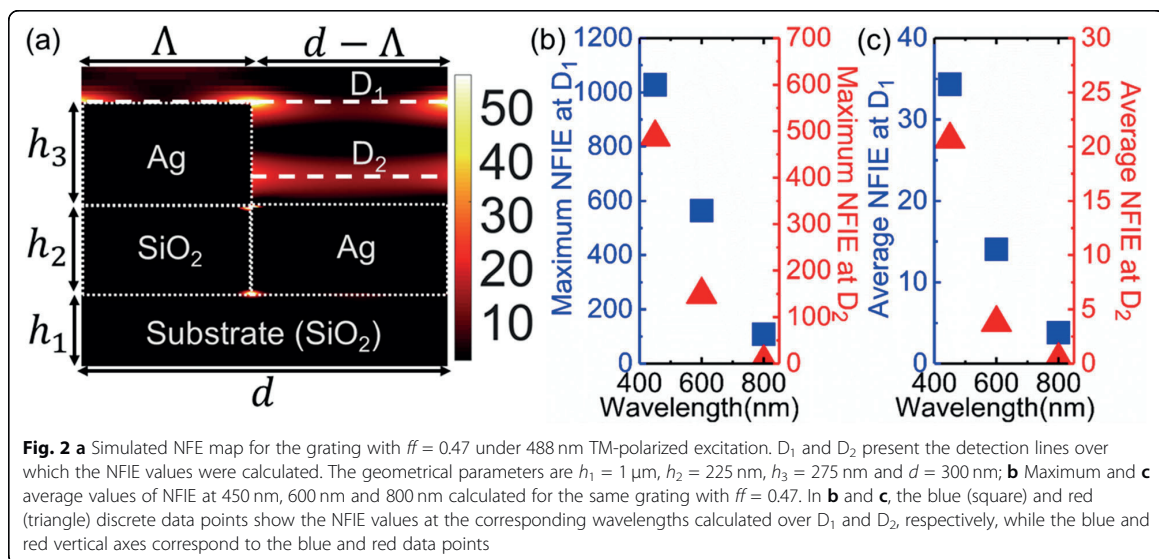 (a)
Λ
d − Λ
D₁
h₃
Ag
D₂
h₂
SiO₂
Ag
h₁
Substrate (SiO₂)
d
50
40
30
20
10
(b)
1200
1000
800
600
400
200
0
Maximum NFIE at D₁
700
600
500
400
300
200
100
0
Maximum NFIE at D₂
400 600 800
Wavelength(nm)
(c)
40
30
20
10
0
Average NFIE at D₁
30
25
20
15
10
5
0
Average NFIE at D₂
400 600 800
Wavelength(nm)
Fig. 2 a Simulated NFE map for the grating with ff = 0.47 under 488 nm TM-polarized excitation. D₁ and D₂ present the detection lines over
which the NFIE values were calculated. The geometrical parameters are h₁ = 1 μm, h₂ = 225 nm, h₃ = 275 nm and d = 300 nm; b Maximum and c
average values of NFIE at 450 nm, 600 nm and 800 nm calculated for the same grating with ff = 0.47. In b and c, the blue (square) and red
(triangle) discrete data points show the NFIE values at the corresponding wavelengths calculated over D₁ and D₂, respectively, while the blue and
red vertical axes correspond to the blue and red data points